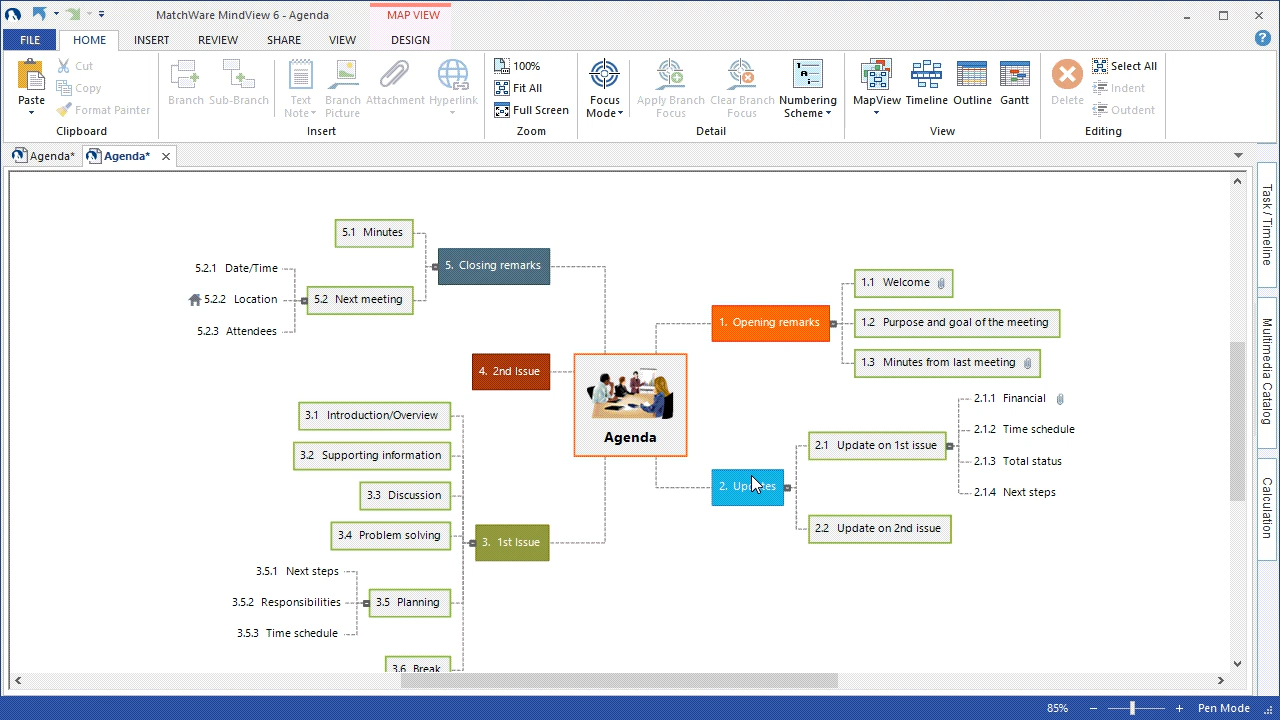 MatchWare MindView 6 - Agenda
MAP VIEW
FILE
HOME
INSERT
REVIEW
SHARE
VIEW
DESIGN
Paste
Cut
Copy
Format Painter
Clipboard
Branch
Sub-Branch
Text Note
Branch Picture
Attachment
Hyperlink
Insert
100%
Fit All
Full Screen
Zoom
Focus Mode
Apply Branch Focus
Clear Branch Focus
Numbering Scheme
Detail
MapView
Timeline
Outline
Gantt
View
Delete
Select All
Indent
Outdent
Editing
Agenda*
Agenda*
5.1 Minutes
5. Closing remarks
5.2.1 Date/Time
5.2.2 Location
5.2.3 Attendees
5.2 Next meeting
4. 2nd Issue
3.1 Introduction/Overview
3.2 Supporting information
3.3 Discussion
3.4 Problem solving
3. 1st Issue
3.5.1 Next steps
3.5.2 Responsibilities
3.5.3 Time schedule
3.5 Planning
3.6 Break
Agenda
1. Opening remarks
1.1 Welcome
1.2 Purpose and goal of the meeting
1.3 Minutes from last meeting
2. Updates
2.1 Update on 1st issue
2.1.1 Financial
2.1.2 Time schedule
2.1.3 Total status
2.1.4 Next steps
2.2 Update on 2nd issue
Task / Timeline
Multimedia Catalog
Calculation
85%
Pen Mode